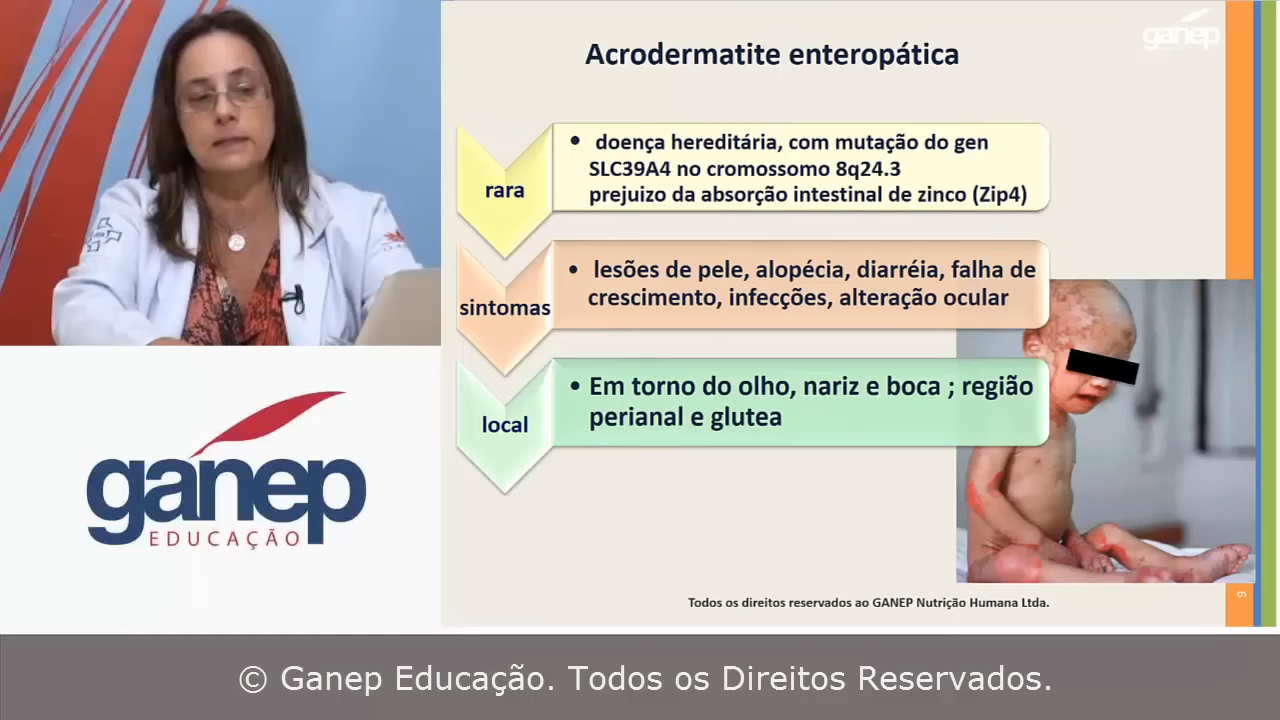 ganep
Acrodermatite enteropática
rara
• doença hereditária, com mutação do gen
SLC39A4 no cromossomo 8q24.3
prejuizo da absorção intestinal de zinco (Zip4)
sintomas
• lesões de pele, alopécia, diarréia, falha de
crescimento, infecções, alteração ocular
local
• Em torno do olho, nariz e boca ; região
perianal e glutea
ganep
EDUCAÇÃO
Todos os direitos reservados ao GANEP Nutrição Humana Ltda.
9
© Ganep Educação. Todos os Direitos Reservados.